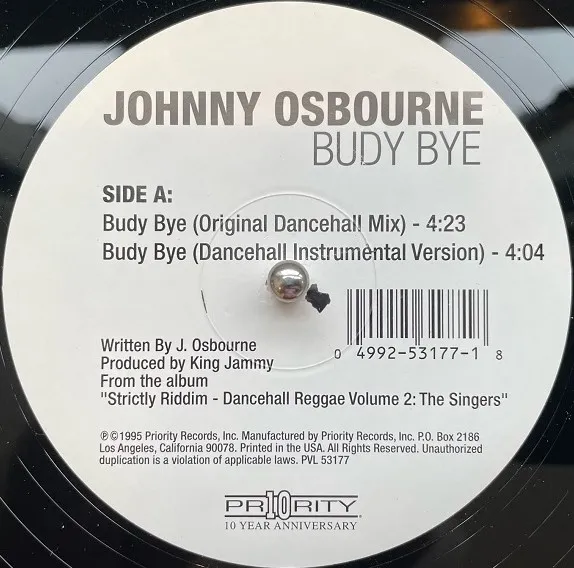 JOHNNY OSBOURNE
BUDY BYE
SIDE A:
Budy Bye (Original Dancehall Mix) - 4:23
Budy Bye (Dancehall Instrumental Version) - 4:04
0 4992-53177-1 8
Written By J. Osbourne
Produced by King Jammy
From the album
"Strictly Riddim - Dancehall Reggae Volume 2: The Singers"
℗©1995 Priority Records, Inc. Manufactured by Priority Records, Inc. P.O. Box 2186
Los Angeles, California 90078. Printed in the USA. All Rights Reserved. Unauthorized
duplication is a violation of applicable laws. PVL 53177
PRIORITY
10 YEAR ANNIVERSARY